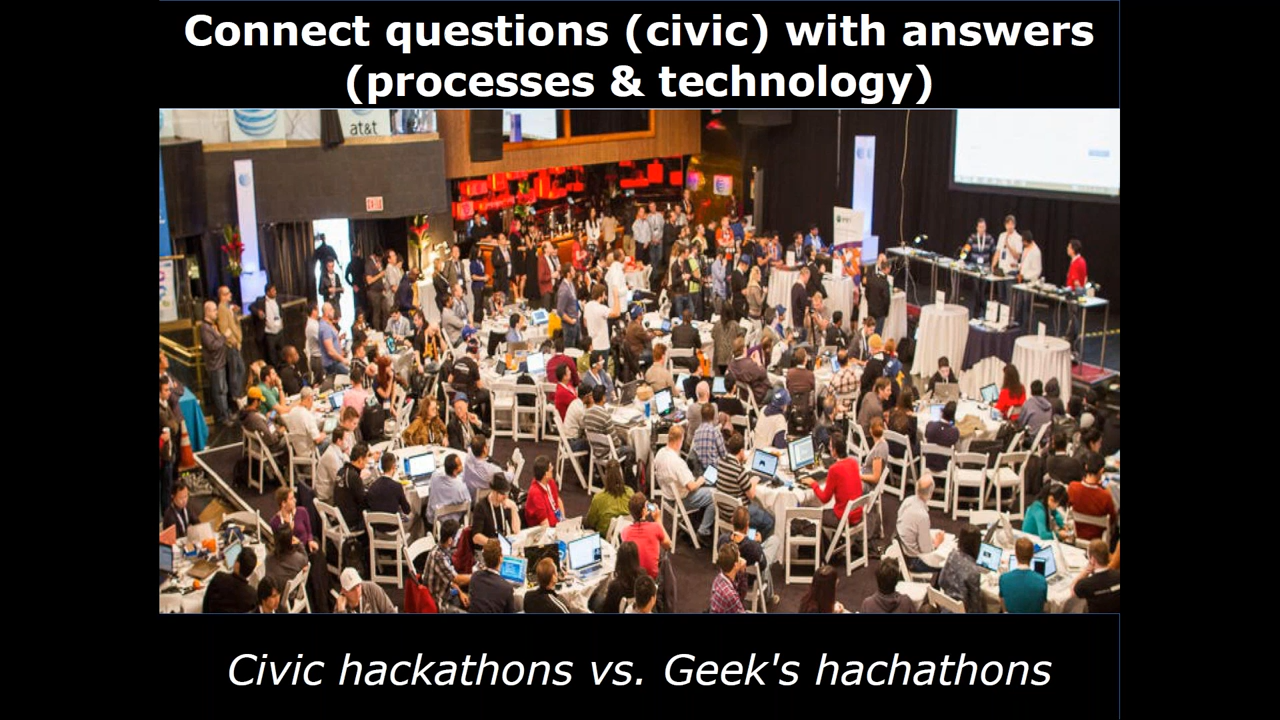 Connect questions (civic) with answers
(processes & technology)
at&t
Civic hackathons vs. Geek's hachathons